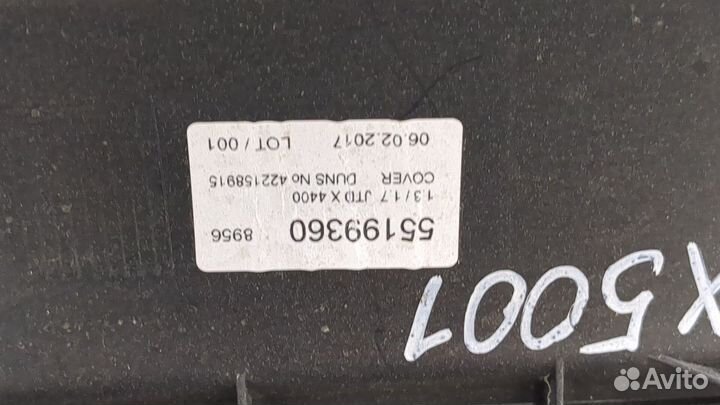 55199360 8956
1.3 / 1.7 JTD X 4400
COVER DUNS No 422158915
06.02.2017 LOT / 001
X5001
Avito